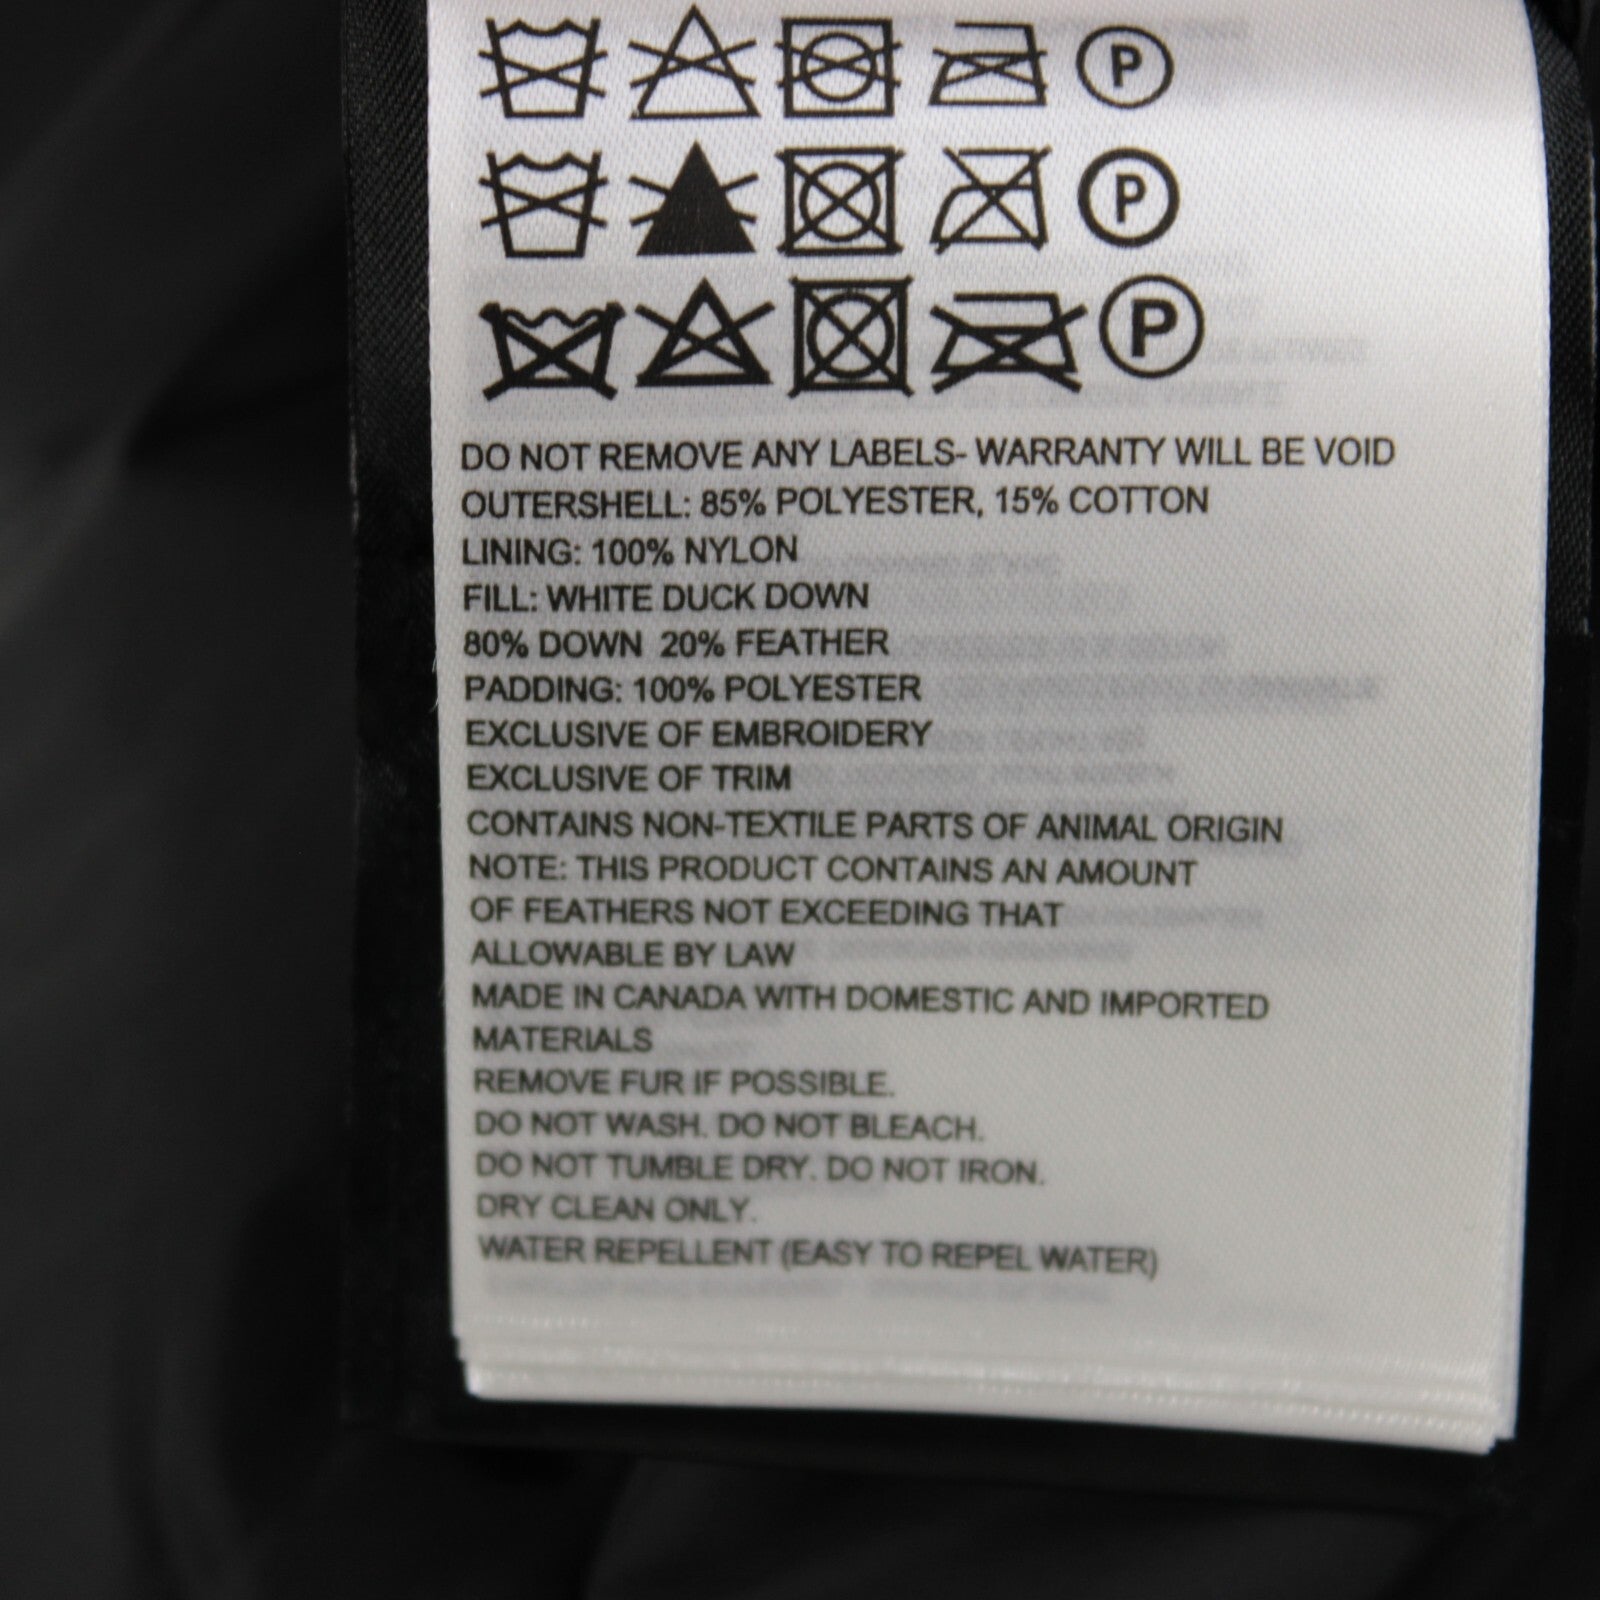 P
P
P
DO NOT REMOVE ANY LABELS- WARRANTY WILL BE VOID
OUTERSHELL: 85% POLYESTER, 15% COTTON
LINING: 100% NYLON
FILL: WHITE DUCK DOWN
80% DOWN 20% FEATHER
PADDING: 100% POLYESTER
EXCLUSIVE OF EMBROIDERY
EXCLUSIVE OF TRIM
CONTAINS NON-TEXTILE PARTS OF ANIMAL ORIGIN
NOTE: THIS PRODUCT CONTAINS AN AMOUNT
OF FEATHERS NOT EXCEEDING THAT
ALLOWABLE BY LAW
MADE IN CANADA WITH DOMESTIC AND IMPORTED
MATERIALS
REMOVE FUR IF POSSIBLE.
DO NOT WASH. DO NOT BLEACH.
DO NOT TUMBLE DRY. DO NOT IRON.
DRY CLEAN ONLY.
WATER REPELLENT (EASY TO REPEL WATER)